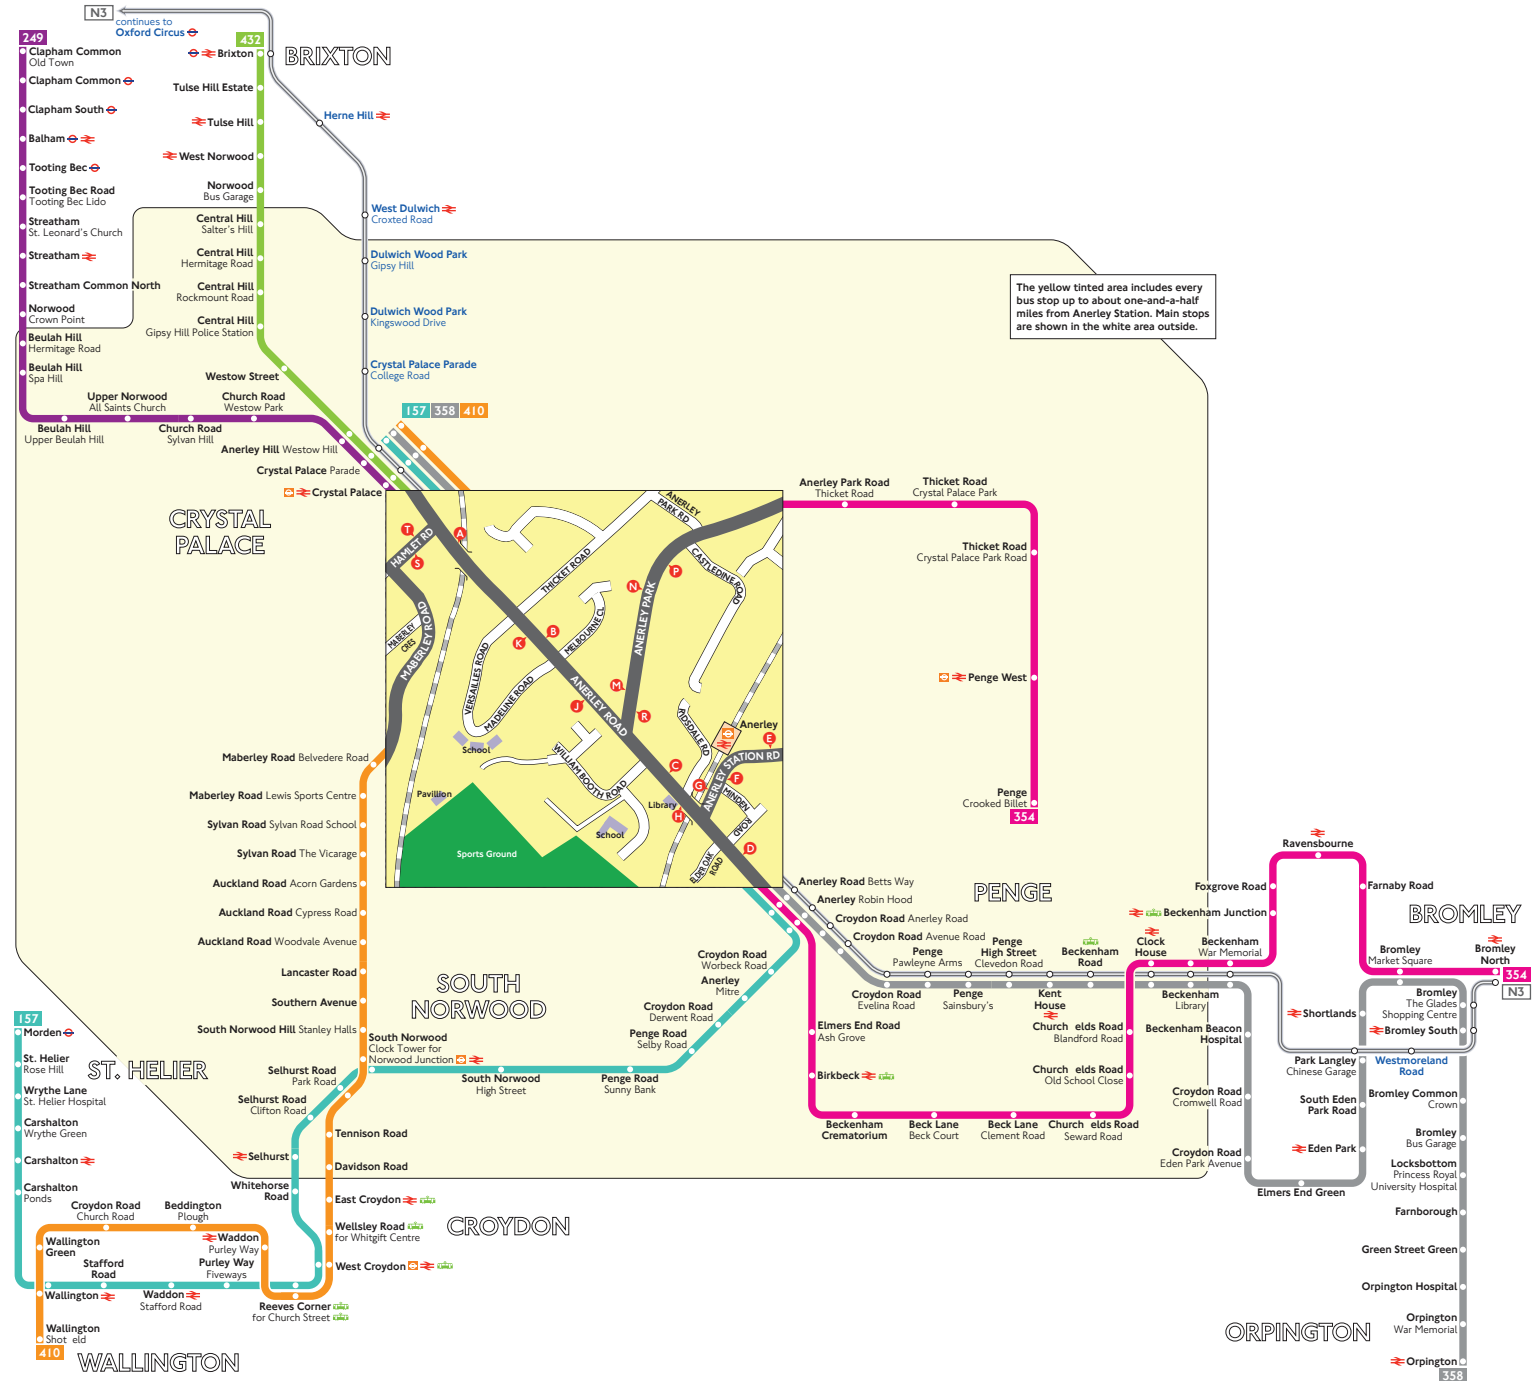 N3
continues to
Oxford Circus
249
Clapham Common
Old Town
Clapham Common
Clapham South
Balham
Tooting Bec
Tooting Bec Road
Tooting Bec Lido
Streatham
St. Leonard's Church
Streatham
Streatham Common North
Norwood
Crown Point
Beulah Hill
Hermitage Road
Beulah Hill
Spa Hill
Beulah Hill
Upper Beulah Hill
Upper Norwood
All Saints Church
Church Road
Sylvan Hill
Church Road
Westow Park
432
BRIXTON
Brixton
Tulse Hill Estate
Tulse Hill
West Norwood
Norwood
Bus Garage
Central Hill
Salter's Hill
Central Hill
Hermitage Road
Central Hill
Rockmount Road
Central Hill
Gipsy Hill Police Station
Westow Street
Anerley Hill Westow Hill
Crystal Palace Parade
Crystal Palace
Herne Hill
West Dulwich
Croxted Road
Dulwich Wood Park
Gipsy Hill
Dulwich Wood Park
Kingswood Drive
Crystal Palace Parade
College Road
157 358 410
The yellow tinted area includes every
bus stop up to about one-and-a-half
miles from Anerley Station. Main stops
are shown in the white area outside.
CRYSTAL
PALACE
T
A
HAMLET RD
S
ANERLEY
PARK RD
THICKET ROAD
CASTLEDINE ROAD
P
N
ANERLEY PARK
MABERLEY
CRES
MABERLEY ROAD
K
B
MELBOURNE CL
VERSAILLES ROAD
MADELINE ROAD
ANERLEY ROAD
M
J
R
RIDSDALE RD
Anerley
E
ANERLEY STATION RD
School
WILLIAM BOOTH ROAD
C
G
F
MINDEN
ROAD
Pavillion
Library
H
School
Sports Ground
ELDER OAK
ROAD
D
Anerley Park Road
Thicket Road
Thicket Road
Crystal Palace Park
Thicket Road
Crystal Palace Park Road
Penge West
Penge
Crooked Billet
354
Maberley Road Belvedere Road
Maberley Road Lewis Sports Centre
Sylvan Road Sylvan Road School
Sylvan Road The Vicarage
Auckland Road Acorn Gardens
Auckland Road Cypress Road
Auckland Road Woodvale Avenue
Lancaster Road
Southern Avenue
South Norwood Hill Stanley Halls
South Norwood
Clock Tower for
Norwood Junction
SOUTH
NORWOOD
South Norwood
High Street
Penge Road
Sunny Bank
Penge Road
Selby Road
Croydon Road
Derwent Road
Anerley
Mitre
Croydon Road
Worbeck Road
Anerley Road Betts Way
Anerley Robin Hood
Croydon Road Anerley Road
Croydon Road Avenue Road
PENGE
Croydon Road
Evelina Road
Penge
Pawleyne Arms
Penge
Sainsbury's
Penge
High Street
Clevedon Road
Kent
House
Beckenham
Road
Clock
House
Beckenham
War Memorial
Beckenham
Library
Elmers End Road
Ash Grove
Birkbeck
Beckenham
Crematorium
Beck Lane
Beck Court
Beck Lane
Clement Road
Church elds Road
Seward Road
Church elds Road
Old School Close
Church elds Road
Blandford Road
Beckenham Junction
Foxgrove Road
Ravensbourne
Farnaby Road
BROMLEY
Bromley
Market Square
Bromley
North
354
N3
Bromley
The Glades
Shopping Centre
Bromley South
Westmoreland
Road
Shortlands
Park Langley
Chinese Garage
South Eden
Park Road
Eden Park
Elmers End Green
Beckenham Beacon
Hospital
Croydon Road
Cromwell Road
Croydon Road
Eden Park Avenue
Bromley Common
Crown
Bromley
Bus Garage
Locksbottom
Princess Royal
University Hospital
Farnborough
Green Street Green
Orpington Hospital
Orpington
War Memorial
Orpington
358
ORPINGTON
157
Morden
St. Helier
Rose Hill
ST. HELIER
Wrythe Lane
St. Helier Hospital
Carshalton
Wrythe Green
Carshalton
Carshalton
Ponds
Selhurst Road
Park Road
Selhurst Road
Clifton Road
Selhurst
Whitehorse
Road
Tennison Road
Davidson Road
East Croydon
Wellsley Road
for Whitgift Centre
West Croydon
CROYDON
Croydon Road
Church Road
Beddington
Plough
Waddon
Purley Way
Wallington
Green
Stafford
Road
Purley Way
Fiveways
Wallington
Waddon
Stafford Road
Reeves Corner
for Church Street
Wallington
Shot eld
410
WALLINGTON